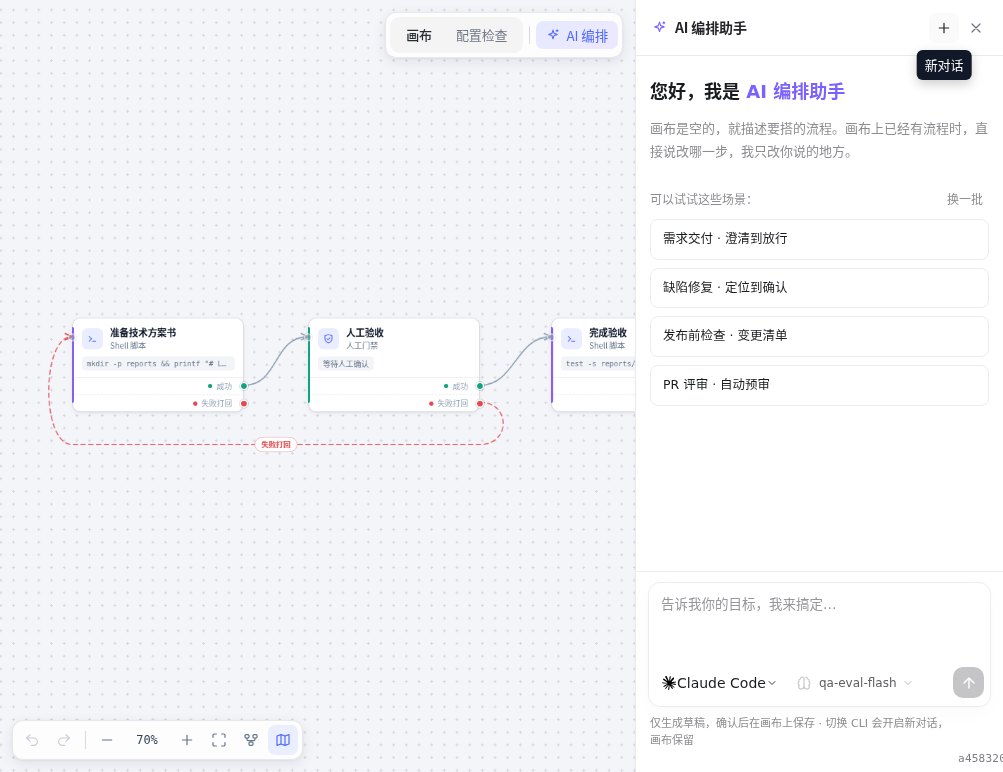 画布
配置检查
AI 编排
AI 编排助手
新对话
您好，我是 AI 编排助手
画布是空的，就描述要搭的流程。画布上已经有流程时，直
接说改哪一步，我只改你说的地方。
可以试试这些场景：
换一批
需求交付 · 澄清到放行
缺陷修复 · 定位到确认
发布前检查 · 变更清单
PR 评审 · 自动预审
准备技术方案书
Shell 脚本
mkdir -p reports && printf "# L…
成功
失败打回
人工验收
人工门禁
等待人工确认
成功
失败打回
完成验收
Shell 脚本
test -s reports/
失败打回
告诉我你的目标，我来搞定…
Claude Code
qa-eval-flash
仅生成草稿，确认后在画布上保存 · 切换 CLI 会开启新对话，
画布保留
70%